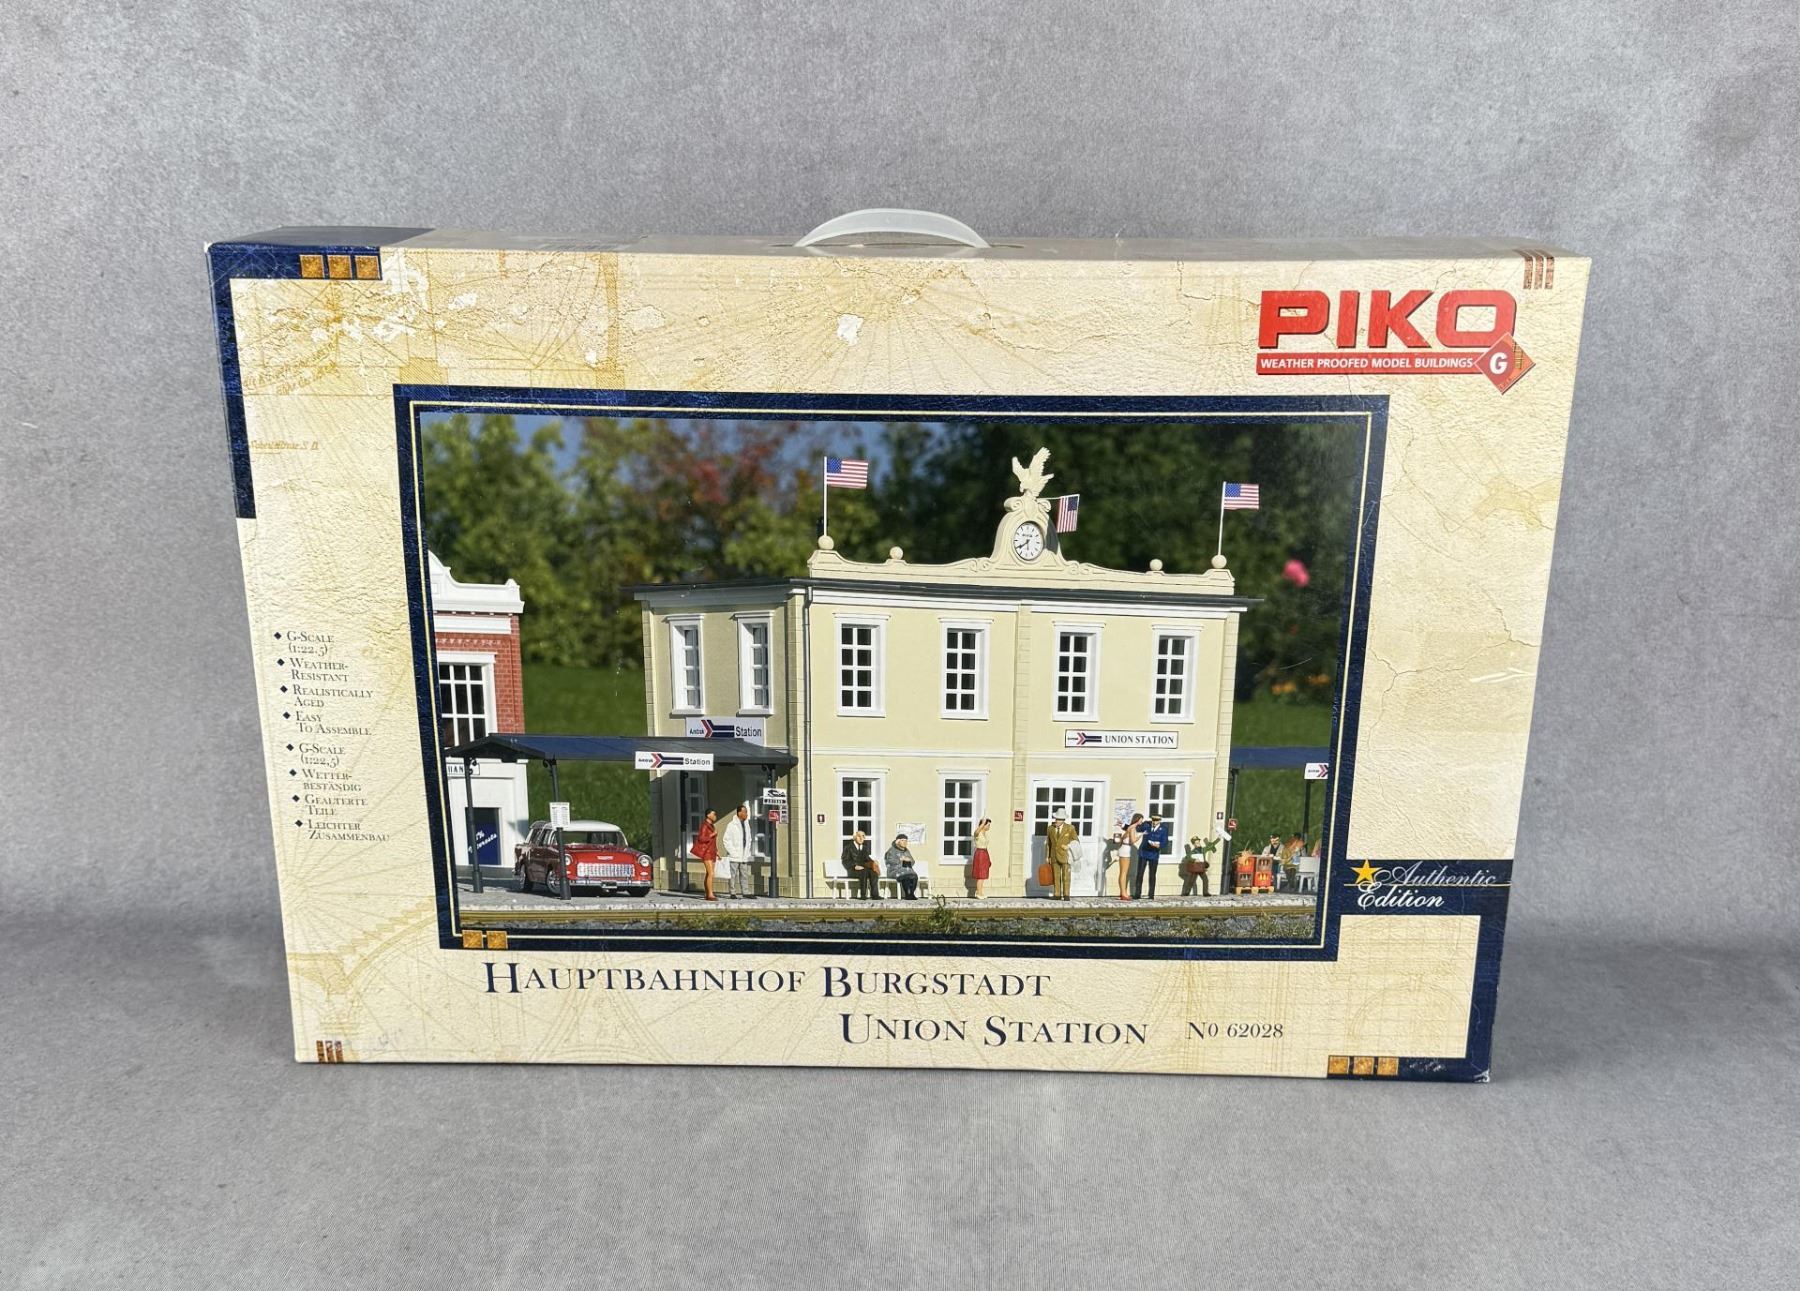 PIKO
WEATHER PROOFED MODEL BUILDINGS
G
G-SCALE
(1:22,5)
WEATHER-
RESISTANT
REALISTICALLY
AGED
EASY
TO ASSEMBLE
G-SCALE
(1:22,5)
WETTER-
BESTÄNDIG
GEALTERTE
TEILE
LEICHTER
ZUSAMMENBAU
Station
UNION STATION
Station
Authentic
Edition
HAUPTBAHNHOF BURGSTADT
UNION STATION No 62028